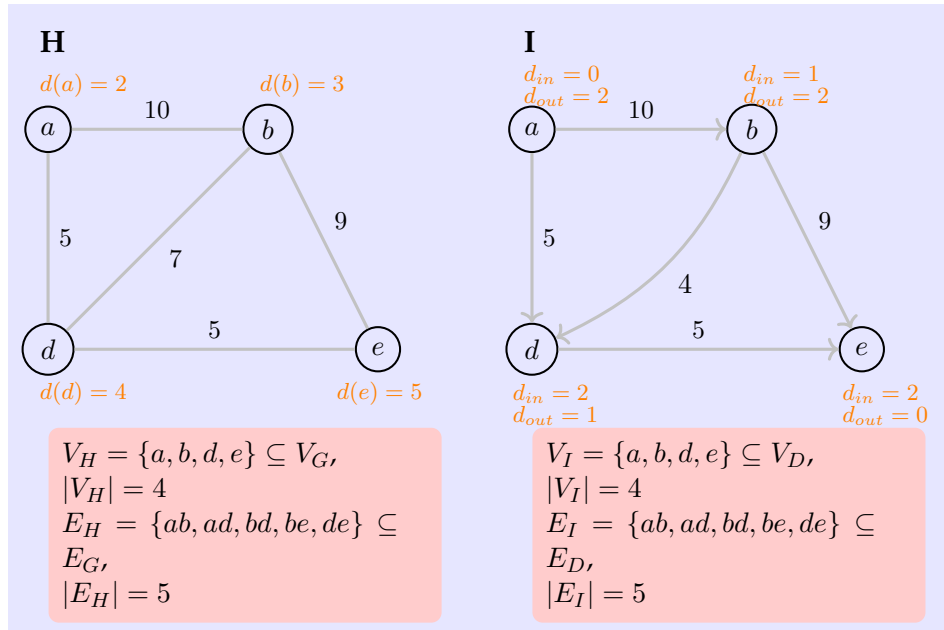 H
d(a) = 2
d(b) = 3
a
10
b
5
7
9
d
5
e
d(d) = 4
d(e) = 5
V_H = {a, b, d, e} ⊆ V_G,
|V_H| = 4
E_H = {ab, ad, bd, be, de} ⊆
E_G,
|E_H| = 5
I
d_in = 0
d_out = 2
d_in = 1
d_out = 2
a
10
b
5
4
9
d
5
e
d_in = 2
d_out = 1
d_in = 2
d_out = 0
V_I = {a, b, d, e} ⊆ V_D,
|V_I| = 4
E_I = {ab, ad, bd, be, de} ⊆
E_D,
|E_I| = 5